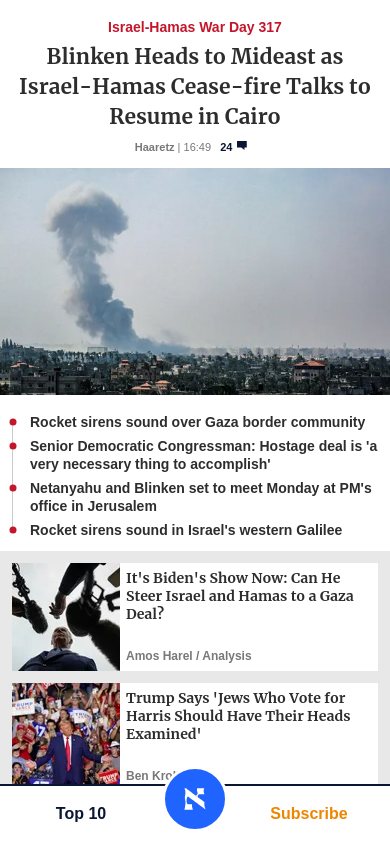 Israel-Hamas War Day 317
Blinken Heads to Mideast as
Israel-Hamas Cease-fire Talks to
Resume in Cairo
Haaretz | 16:49 24
Rocket sirens sound over Gaza border community
Senior Democratic Congressman: Hostage deal is 'a
very necessary thing to accomplish'
Netanyahu and Blinken set to meet Monday at PM's
office in Jerusalem
Rocket sirens sound in Israel's western Galilee
It's Biden's Show Now: Can He
Steer Israel and Hamas to a Gaza
Deal?
Amos Harel / Analysis
Trump Says 'Jews Who Vote for
Harris Should Have Their Heads
Examined'
Ben
Top 10
Subscribe